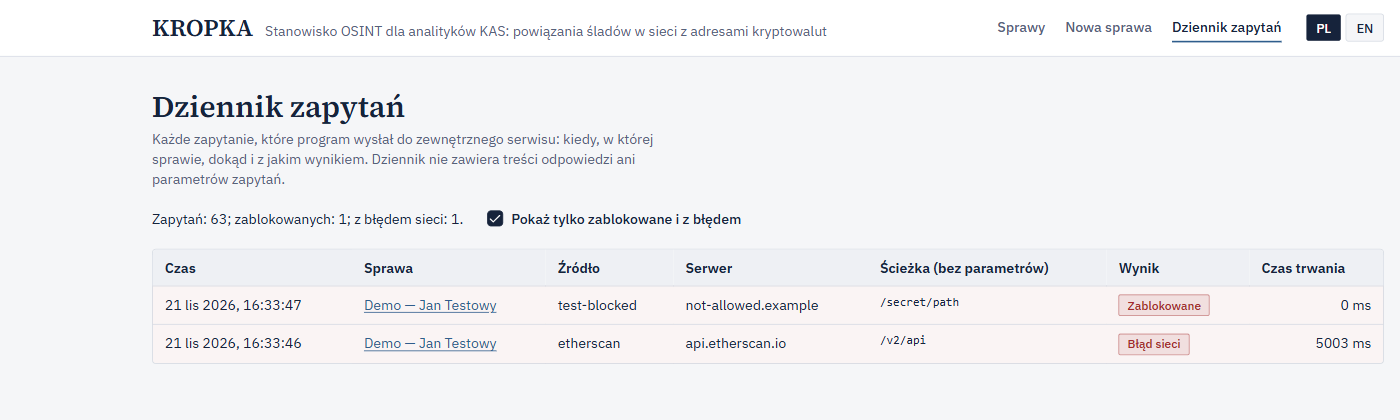 KROPKA Stanowisko OSINT dla analityków KAS: powiązania śladów w sieci z adresami kryptowalut Sprawy Nowa sprawa Dziennik zapytań PL EN
Dziennik zapytań
Każde zapytanie, które program wysłał do zewnętrznego serwisu: kiedy, w której
sprawie, dokąd i z jakim wynikiem. Dziennik nie zawiera treści odpowiedzi ani
parametrów zapytań.
Zapytań: 63; zablokowanych: 1; z błędem sieci: 1. Pokaż tylko zablokowane i z błędem
Czas Sprawa Źródło Serwer Ścieżka (bez parametrów) Wynik Czas trwania
21 lis 2026, 16:33:47 Demo — Jan Testowy test-blocked not-allowed.example /secret/path Zablokowane 0 ms
21 lis 2026, 16:33:46 Demo — Jan Testowy etherscan api.etherscan.io /v2/api Błąd sieci 5003 ms